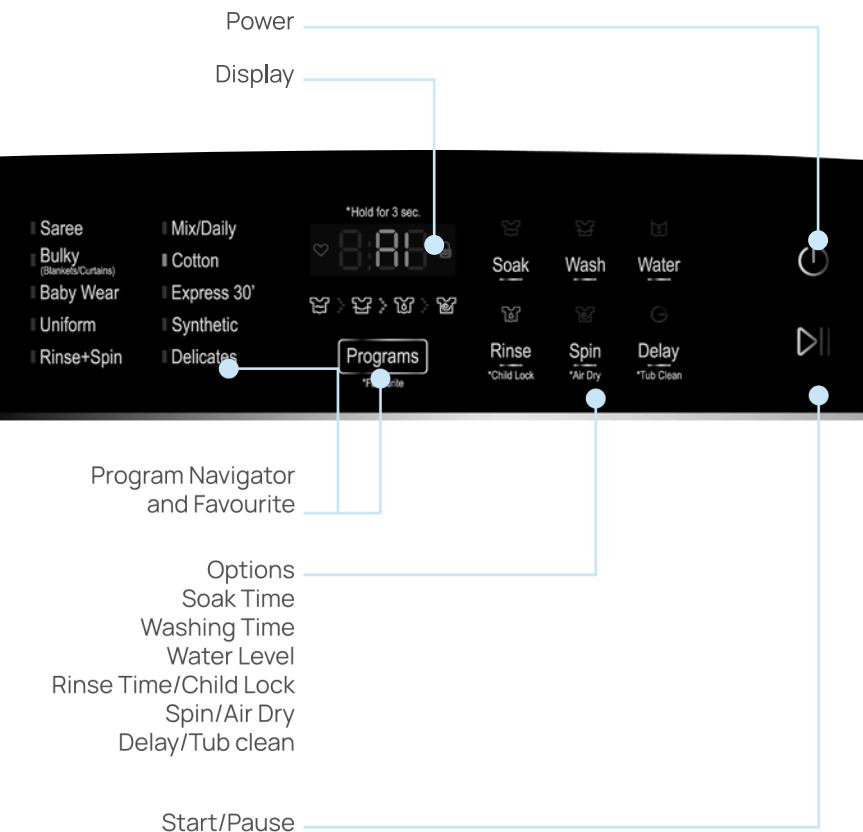 Power
Display
*Hold for 3 sec.
Saree
Mix/Daily
AI
Bulky
(Blankets/Curtains)
Cotton
Soak
Wash
Water
Baby Wear
Express 30'
Uniform
Synthetic
Rinse+Spin
Delicates
Programs
*Favourite
Rinse
*Child Lock
Spin
*Air Dry
Delay
*Tub Clean
Program Navigator
and Favourite
Options
Soak Time
Washing Time
Water Level
Rinse Time/Child Lock
Spin/Air Dry
Delay/Tub clean
Start/Pause